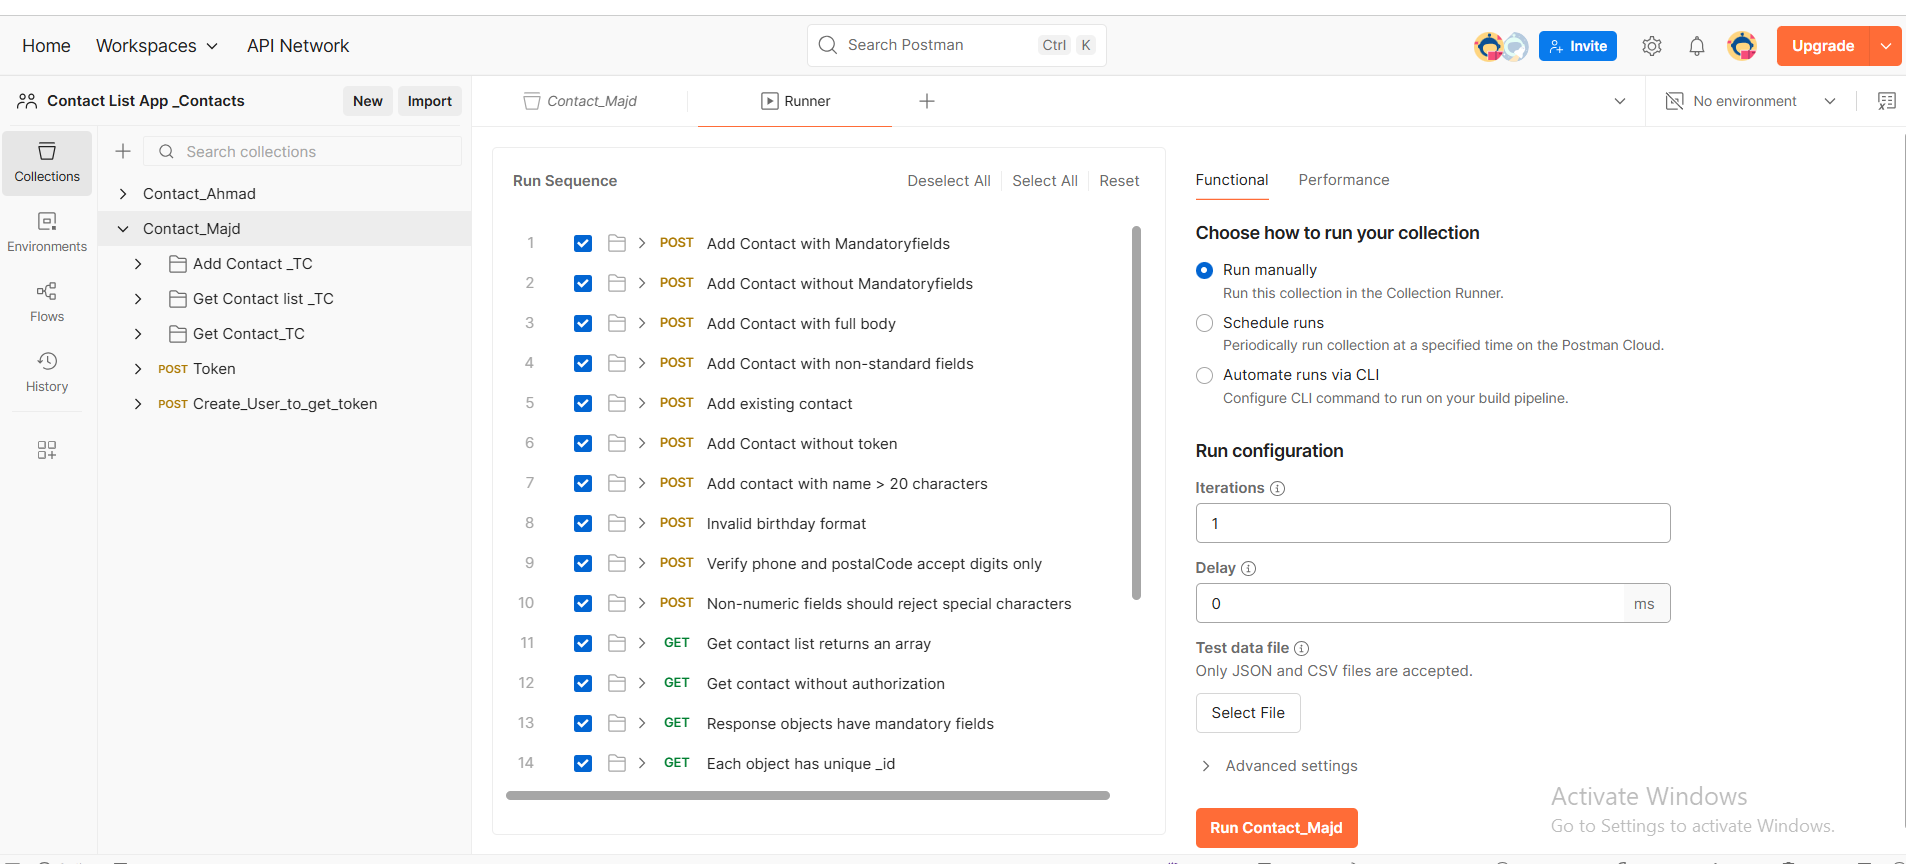 Home Workspaces API Network Search Postman Ctrl K Invite Upgrade
Contact List App _Contacts New Import Contact_Majd Runner No environment
Collections
Environments
Flows
History
Search collections
Contact_Ahmad
Contact_Majd
Add Contact _TC
Get Contact list _TC
Get Contact_TC
POST Token
POST Create_User_to_get_token
Run Sequence Deselect All Select All Reset
1 POST Add Contact with Mandatoryfields
2 POST Add Contact without Mandatoryfields
3 POST Add Contact with full body
4 POST Add Contact with non-standard fields
5 POST Add existing contact
6 POST Add Contact without token
7 POST Add contact with name > 20 characters
8 POST Invalid birthday format
9 POST Verify phone and postalCode accept digits only
10 POST Non-numeric fields should reject special characters
11 GET Get contact list returns an array
12 GET Get contact without authorization
13 GET Response objects have mandatory fields
14 GET Each object has unique _id
Functional Performance
Choose how to run your collection
Run manually
Run this collection in the Collection Runner.
Schedule runs
Periodically run collection at a specified time on the Postman Cloud.
Automate runs via CLI
Configure CLI command to run on your build pipeline.
Run configuration
Iterations
1
Delay
0 ms
Test data file
Only JSON and CSV files are accepted.
Select File
Advanced settings
Run Contact_Majd
Activate Windows
Go to Settings to activate Windows.